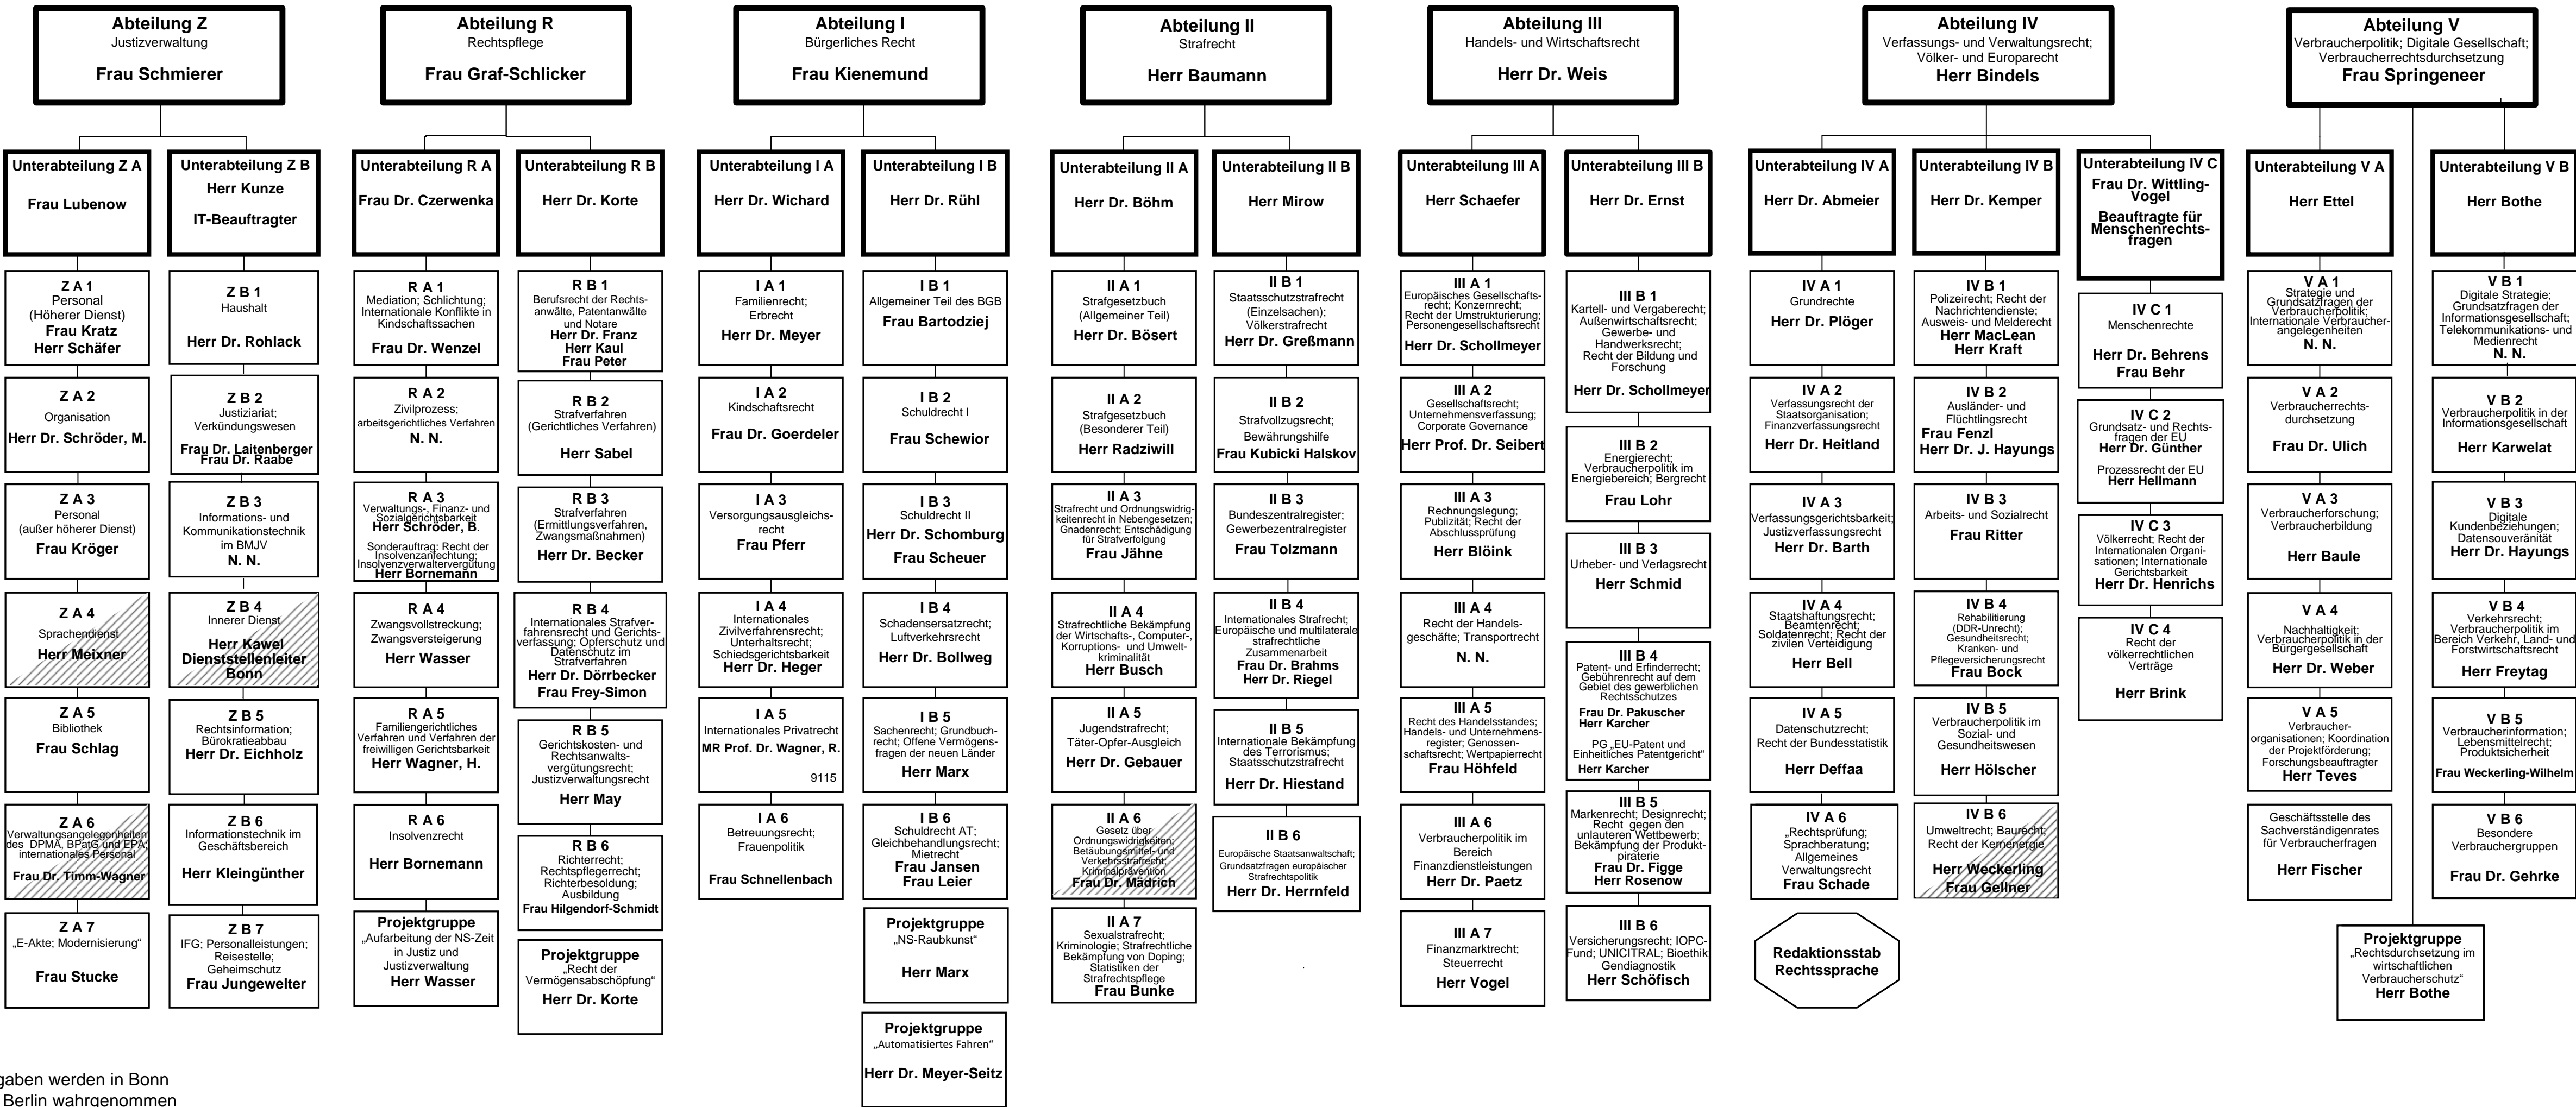 Abteilung Z
Justizverwaltung
Frau Schmierer
Unterabteilung Z A
Frau Lubenow
Z A 1
Personal
(Höherer Dienst)
Frau Kratz
Herr Schäfer
Z A 2
Organisation
Herr Dr. Schröder, M.
Z A 3
Personal
(außer höherer Dienst)
Frau Kröger
Z A 4
Sprachendienst
Herr Meixner
Z A 5
Bibliothek
Frau Schlag
Z A 6
Verwaltungsangelegenheiten
des DPMA, BPatG und EPA;
internationales Personal
Frau Dr. Timm-Wagner
Z A 7
„E-Akte; Modernisierung“
Frau Stucke
Unterabteilung Z B
Herr Kunze
IT-Beauftragter
Z B 1
Haushalt
Herr Dr. Rohlack
Z B 2
Justiziariat;
Verkündungswesen
Frau Dr. Laitenberger
Frau Dr. Raabe
Z B 3
Informations- und
Kommunikationstechnik
im BMJV
N. N.
Z B 4
Innerer Dienst
Herr Kawel
Dienststellenleiter
Bonn
Z B 5
Rechtsinformation;
Bürokratieabbau
Herr Dr. Eichholz
Z B 6
Informationstechnik im
Geschäftsbereich
Herr Kleingünther
Z B 7
IFG; Personalleistungen;
Reisestelle;
Geheimschutz
Frau Jungewelter
Abteilung R
Rechtspflege
Frau Graf-Schlicker
Unterabteilung R A
Frau Dr. Czerwenka
R A 1
Mediation; Schlichtung;
Internationale Konflikte in
Kindschaftssachen
Frau Dr. Wenzel
R A 2
Zivilprozess;
arbeitsgerichtliches Verfahren
N. N.
R A 3
Verwaltungs-, Finanz- und
Sozialgerichtsbarkeit
Herr Schröder, B.
Sonderauftrag: Recht der
Insolvenzanfechtung;
Insolvenzverwaltervergütung
Herr Bornemann
R A 4
Zwangsvollstreckung;
Zwangsversteigerung
Herr Wasser
R A 5
Familiengerichtliches
Verfahren und Verfahren der
freiwilligen Gerichtsbarkeit
Herr Wagner, H.
R A 6
Insolvenzrecht
Herr Bornemann
Projektgruppe
„Aufarbeitung der NS-Zeit
in Justiz und
Justizverwaltung
Herr Wasser
Unterabteilung R B
Herr Dr. Korte
R B 1
Berufsrecht der Rechts-
anwälte, Patentanwälte
und Notare
Herr Dr. Franz
Herr Kaul
Frau Peter
R B 2
Strafverfahren
(Gerichtliches Verfahren)
Herr Sabel
R B 3
Strafverfahren
(Ermittlungsverfahren,
Zwangsmaßnahmen)
Herr Dr. Becker
R B 4
Internationales Strafver-
fahrensrecht und Gerichts-
verfassung; Opferschutz und
Datenschutz im
Strafverfahren
Herr Dr. Dörrbecker
Frau Frey-Simon
R B 5
Gerichtskosten- und
Rechtsanwalts-
vergütungsrecht;
Justizverwaltungsrecht
Herr May
R B 6
Richterrecht;
Rechtspflegerrecht;
Richterbesoldung;
Ausbildung
Frau Hilgendorf-Schmidt
Projektgruppe
„Recht der
Vermögensabschöpfung“
Herr Dr. Korte
Abteilung I
Bürgerliches Recht
Frau Kienemund
Unterabteilung I A
Herr Dr. Wichard
I A 1
Familienrecht;
Erbrecht
Herr Dr. Meyer
I A 2
Kindschaftsrecht
Frau Dr. Goerdeler
I A 3
Versorgungsausgleichs-
recht
Frau Pferr
I A 4
Internationales
Zivilverfahrensrecht;
Unterhaltsrecht;
Schiedsgerichtsbarkeit
Herr Dr. Heger
I A 5
Internationales Privatrecht
MR Prof. Dr. Wagner, R.
9115
I A 6
Betreuungsrecht;
Frauenpolitik
Frau Schnellenbach
Unterabteilung I B
Herr Dr. Rühl
I B 1
Allgemeiner Teil des BGB
Frau Bartodziej
I B 2
Schuldrecht I
Frau Schewior
I B 3
Schuldrecht II
Herr Dr. Schomburg
Frau Scheuer
I B 4
Schadensersatzrecht;
Luftverkehrsrecht
Herr Dr. Bollweg
I B 5
Sachenrecht; Grundbuch-
recht; Offene Vermögens-
fragen der neuen Länder
Herr Marx
I B 6
Schuldrecht AT;
Gleichbehandlungsrecht;
Mietrecht
Frau Jansen
Frau Leier
Projektgruppe
„NS-Raubkunst“
Herr Marx
Projektgruppe
„Automatisiertes Fahren“
Herr Dr. Meyer-Seitz
Abteilung II
Strafrecht
Herr Baumann
Unterabteilung II A
Herr Dr. Böhm
II A 1
Strafgesetzbuch
(Allgemeiner Teil)
Herr Dr. Bösert
II A 2
Strafgesetzbuch
(Besonderer Teil)
Herr Radziwill
II A 3
Strafrecht und Ordnungswidrig-
keitenrecht in Nebengesetzen;
Gnadenrecht; Entschädigung
für Strafverfolgung
Frau Jähne
II A 4
Strafrechtliche Bekämpfung
der Wirtschafts-, Computer-,
Korruptions- und Umwelt-
kriminalität
Herr Busch
II A 5
Jugendstrafrecht;
Täter-Opfer-Ausgleich
Herr Dr. Gebauer
II A 6
Gesetz über
Ordnungswidrigkeiten;
Betäubungsmittel- und
Verkehrsstrafrecht;
Kriminalprävention
Frau Dr. Mädrich
II A 7
Sexualstrafrecht;
Kriminologie; Strafrechtliche
Bekämpfung von Doping;
Statistiken der
Strafrechtspflege
Frau Bunke
Unterabteilung II B
Herr Mirow
II B 1
Staatsschutzstrafrecht
(Einzelsachen);
Völkerstrafrecht
Herr Dr. Greßmann
II B 2
Strafvollzugsrecht;
Bewährungshilfe
Frau Kubicki Halskov
II B 3
Bundeszentralregister;
Gewerbezentralregister
Frau Tolzmann
II B 4
Internationales Strafrecht;
Europäische und multilaterale
strafrechtliche
Zusammenarbeit
Frau Dr. Brahms
Herr Dr. Riegel
II B 5
Internationale Bekämpfung
des Terrorismus;
Staatsschutzstrafrecht
Herr Dr. Hiestand
II B 6
Europäische Staatsanwaltschaft;
Grundsatzfragen europäischer
Strafrechtspolitik
Herr Dr. Herrnfeld
Abteilung III
Handels- und Wirtschaftsrecht
Herr Dr. Weis
Unterabteilung III A
Herr Schaefer
III A 1
Europäisches Gesellschafts-
recht; Konzernrecht;
Recht der Umstrukturierung;
Personengesellschaftsrecht
Herr Dr. Schollmeyer
III A 2
Gesellschaftsrecht;
Unternehmensverfassung;
Corporate Governance
Herr Prof. Dr. Seibert
III A 3
Rechnungslegung;
Publizität; Recht der
Abschlussprüfung
Herr Blöink
III A 4
Recht der Handels-
geschäfte; Transportrecht
N. N.
III A 5
Recht des Handelsstandes;
Handels- und Unternehmens-
register; Genossen-
schaftsrecht; Wertpapierrecht
Frau Höhfeld
III A 6
Verbraucherpolitik im
Bereich
Finanzdienstleistungen
Herr Dr. Paetz
III A 7
Finanzmarktrecht;
Steuerrecht
Herr Vogel
Unterabteilung III B
Herr Dr. Ernst
III B 1
Kartell- und Vergaberecht;
Außenwirtschaftsrecht;
Gewerbe- und
Handwerksrecht;
Recht der Bildung und
Forschung
Herr Dr. Schollmeyer
III B 2
Energierecht;
Verbraucherpolitik im
Energiebereich; Bergrecht
Frau Lohr
III B 3
Urheber- und Verlagsrecht
Herr Schmid
III B 4
Patent- und Erfinderrecht;
Gebührenrecht auf dem
Gebiet des gewerblichen
Rechtsschutzes
Frau Dr. Pakuscher
Herr Karcher
PG „EU-Patent und
Einheitliches Patentgericht“
Herr Karcher
III B 5
Markenrecht; Designrecht;
Recht gegen den
unlauteren Wettbewerb;
Bekämpfung der Produkt-
piraterie
Frau Dr. Figge
Herr Rosenow
III B 6
Versicherungsrecht; IOPC-
Fund; UNICITRAL; Bioethik;
Gendiagnostik
Herr Schöfisch
Abteilung IV
Verfassungs- und Verwaltungsrecht;
Völker- und Europarecht
Herr Bindels
Unterabteilung IV A
Herr Dr. Abmeier
IV A 1
Grundrechte
Herr Dr. Plöger
IV A 2
Verfassungsrecht der
Staatsorganisation;
Finanzverfassungsrecht
Herr Dr. Heitland
IV A 3
Verfassungsgerichtsbarkeit;
Justizverfassungsrecht
Herr Dr. Barth
IV A 4
Staatshaftungsrecht;
Beamtenrecht;
Soldatenrecht; Recht der
zivilen Verteidigung
Herr Bell
IV A 5
Datenschutzrecht;
Recht der Bundesstatistik
Herr Deffaa
IV A 6
„Rechtsprüfung;
Sprachberatung;
Allgemeines
Verwaltungsrecht
Frau Schade
Redaktionsstab
Rechtssprache
Unterabteilung IV B
Herr Dr. Kemper
IV B 1
Polizeirecht; Recht der
Nachrichtendienste;
Ausweis- und Melderecht
Herr MacLean
Herr Kraft
IV B 2
Ausländer- und
Flüchtlingsrecht
Frau Fenzl
Herr Dr. J. Hayungs
IV B 3
Arbeits- und Sozialrecht
Frau Ritter
IV B 4
Rehabilitierung
(DDR-Unrecht);
Gesundheitsrecht;
Kranken- und
Pflegeversicherungsrecht
Frau Bock
IV B 5
Verbraucherpolitik im
Sozial- und
Gesundheitswesen
Herr Hölscher
IV B 6
Umweltrecht; Baurecht;
Recht der Kernenergie
Herr Weckerling
Frau Gellner
Unterabteilung IV C
Frau Dr. Wittling-
Vogel
Beauftragte für
Menschenrechts-
fragen
IV C 1
Menschenrechte
Herr Dr. Behrens
Frau Behr
IV C 2
Grundsatz- und Rechts-
fragen der EU
Herr Dr. Günther
Prozessrecht der EU
Herr Hellmann
IV C 3
Völkerrecht; Recht der
Internationalen Organi-
sationen; Internationale
Gerichtsbarkeit
Herr Dr. Henrichs
IV C 4
Recht der
völkerrechtlichen
Verträge
Herr Brink
Abteilung V
Verbraucherpolitik; Digitale Gesellschaft;
Verbraucherrechtsdurchsetzung
Frau Springeneer
Unterabteilung V A
Herr Ettel
V A 1
Strategie und
Grundsatzfragen der
Verbraucherpolitik;
Internationale Verbraucher-
angelegenheiten
N. N.
V A 2
Verbraucherrechts-
durchsetzung
Frau Dr. Ulich
V A 3
Verbraucherforschung;
Verbraucherbildung
Herr Baule
V A 4
Nachhaltigkeit;
Verbraucherpolitik in der
Bürgergesellschaft
Herr Dr. Weber
V A 5
Verbraucher-
organisationen; Koordination
der Projektförderung;
Forschungsbeauftragter
Herr Teves
Geschäftsstelle des
Sachverständigenrates
für Verbraucherfragen
Herr Fischer
Projektgruppe
„Rechtsdurchsetzung im
wirtschaftlichen
Verbraucherschutz“
Herr Bothe
Unterabteilung V B
Herr Bothe
V B 1
Digitale Strategie;
Grundsatzfragen der
Informationsgesellschaft;
Telekommunikations- und
Medienrecht
N. N.
V B 2
Verbraucherpolitik in der
Informationsgesellschaft
Herr Karwelat
V B 3
Digitale
Kundenbeziehungen;
Datensouveränität
Herr Dr. Hayungs
V B 4
Verkehrsrecht;
Verbraucherpolitik im
Bereich Verkehr, Land- und
Forstwirtschaftsrecht
Herr Freytag
V B 5
Verbraucherinformation;
Lebensmittelrecht;
Produktsicherheit
Frau Weckerling-Wilhelm
V B 6
Besondere
Verbrauchergruppen
Frau Dr. Gehrke
gaben werden in Bonn
Berlin wahrgenommen